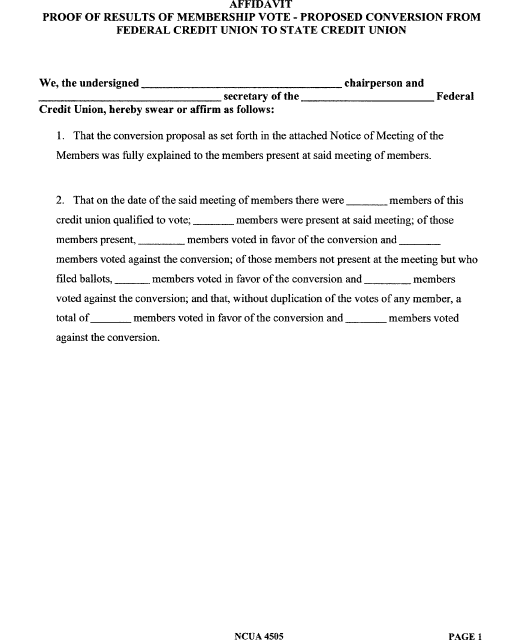 AFFIDAVIT
PROOF OF RESULTS OF MEMBERSHIP VOTE - PROPOSED CONVERSION FROM
FEDERAL CREDIT UNION TO STATE CREDIT UNION
We, the undersigned ______________________________ chairperson and
____________________________ secretary of the ____________________ Federal
Credit Union, hereby swear or affirm as follows:
1. That the conversion proposal as set forth in the attached Notice of Meeting of the
Members was fully explained to the members present at said meeting of members.
2. That on the date of the said meeting of members there were _______ members of this
credit union qualified to vote; _______ members were present at said meeting; of those
members present, ________ members voted in favor of the conversion and _______
members voted against the conversion; of those members not present at the meeting but who
filed ballots, ______ members voted in favor of the conversion and ________ members
voted against the conversion; and that, without duplication of the votes of any member, a
total of _______ members voted in favor of the conversion and _______ members voted
against the conversion.
NCUA 4505 PAGE 1